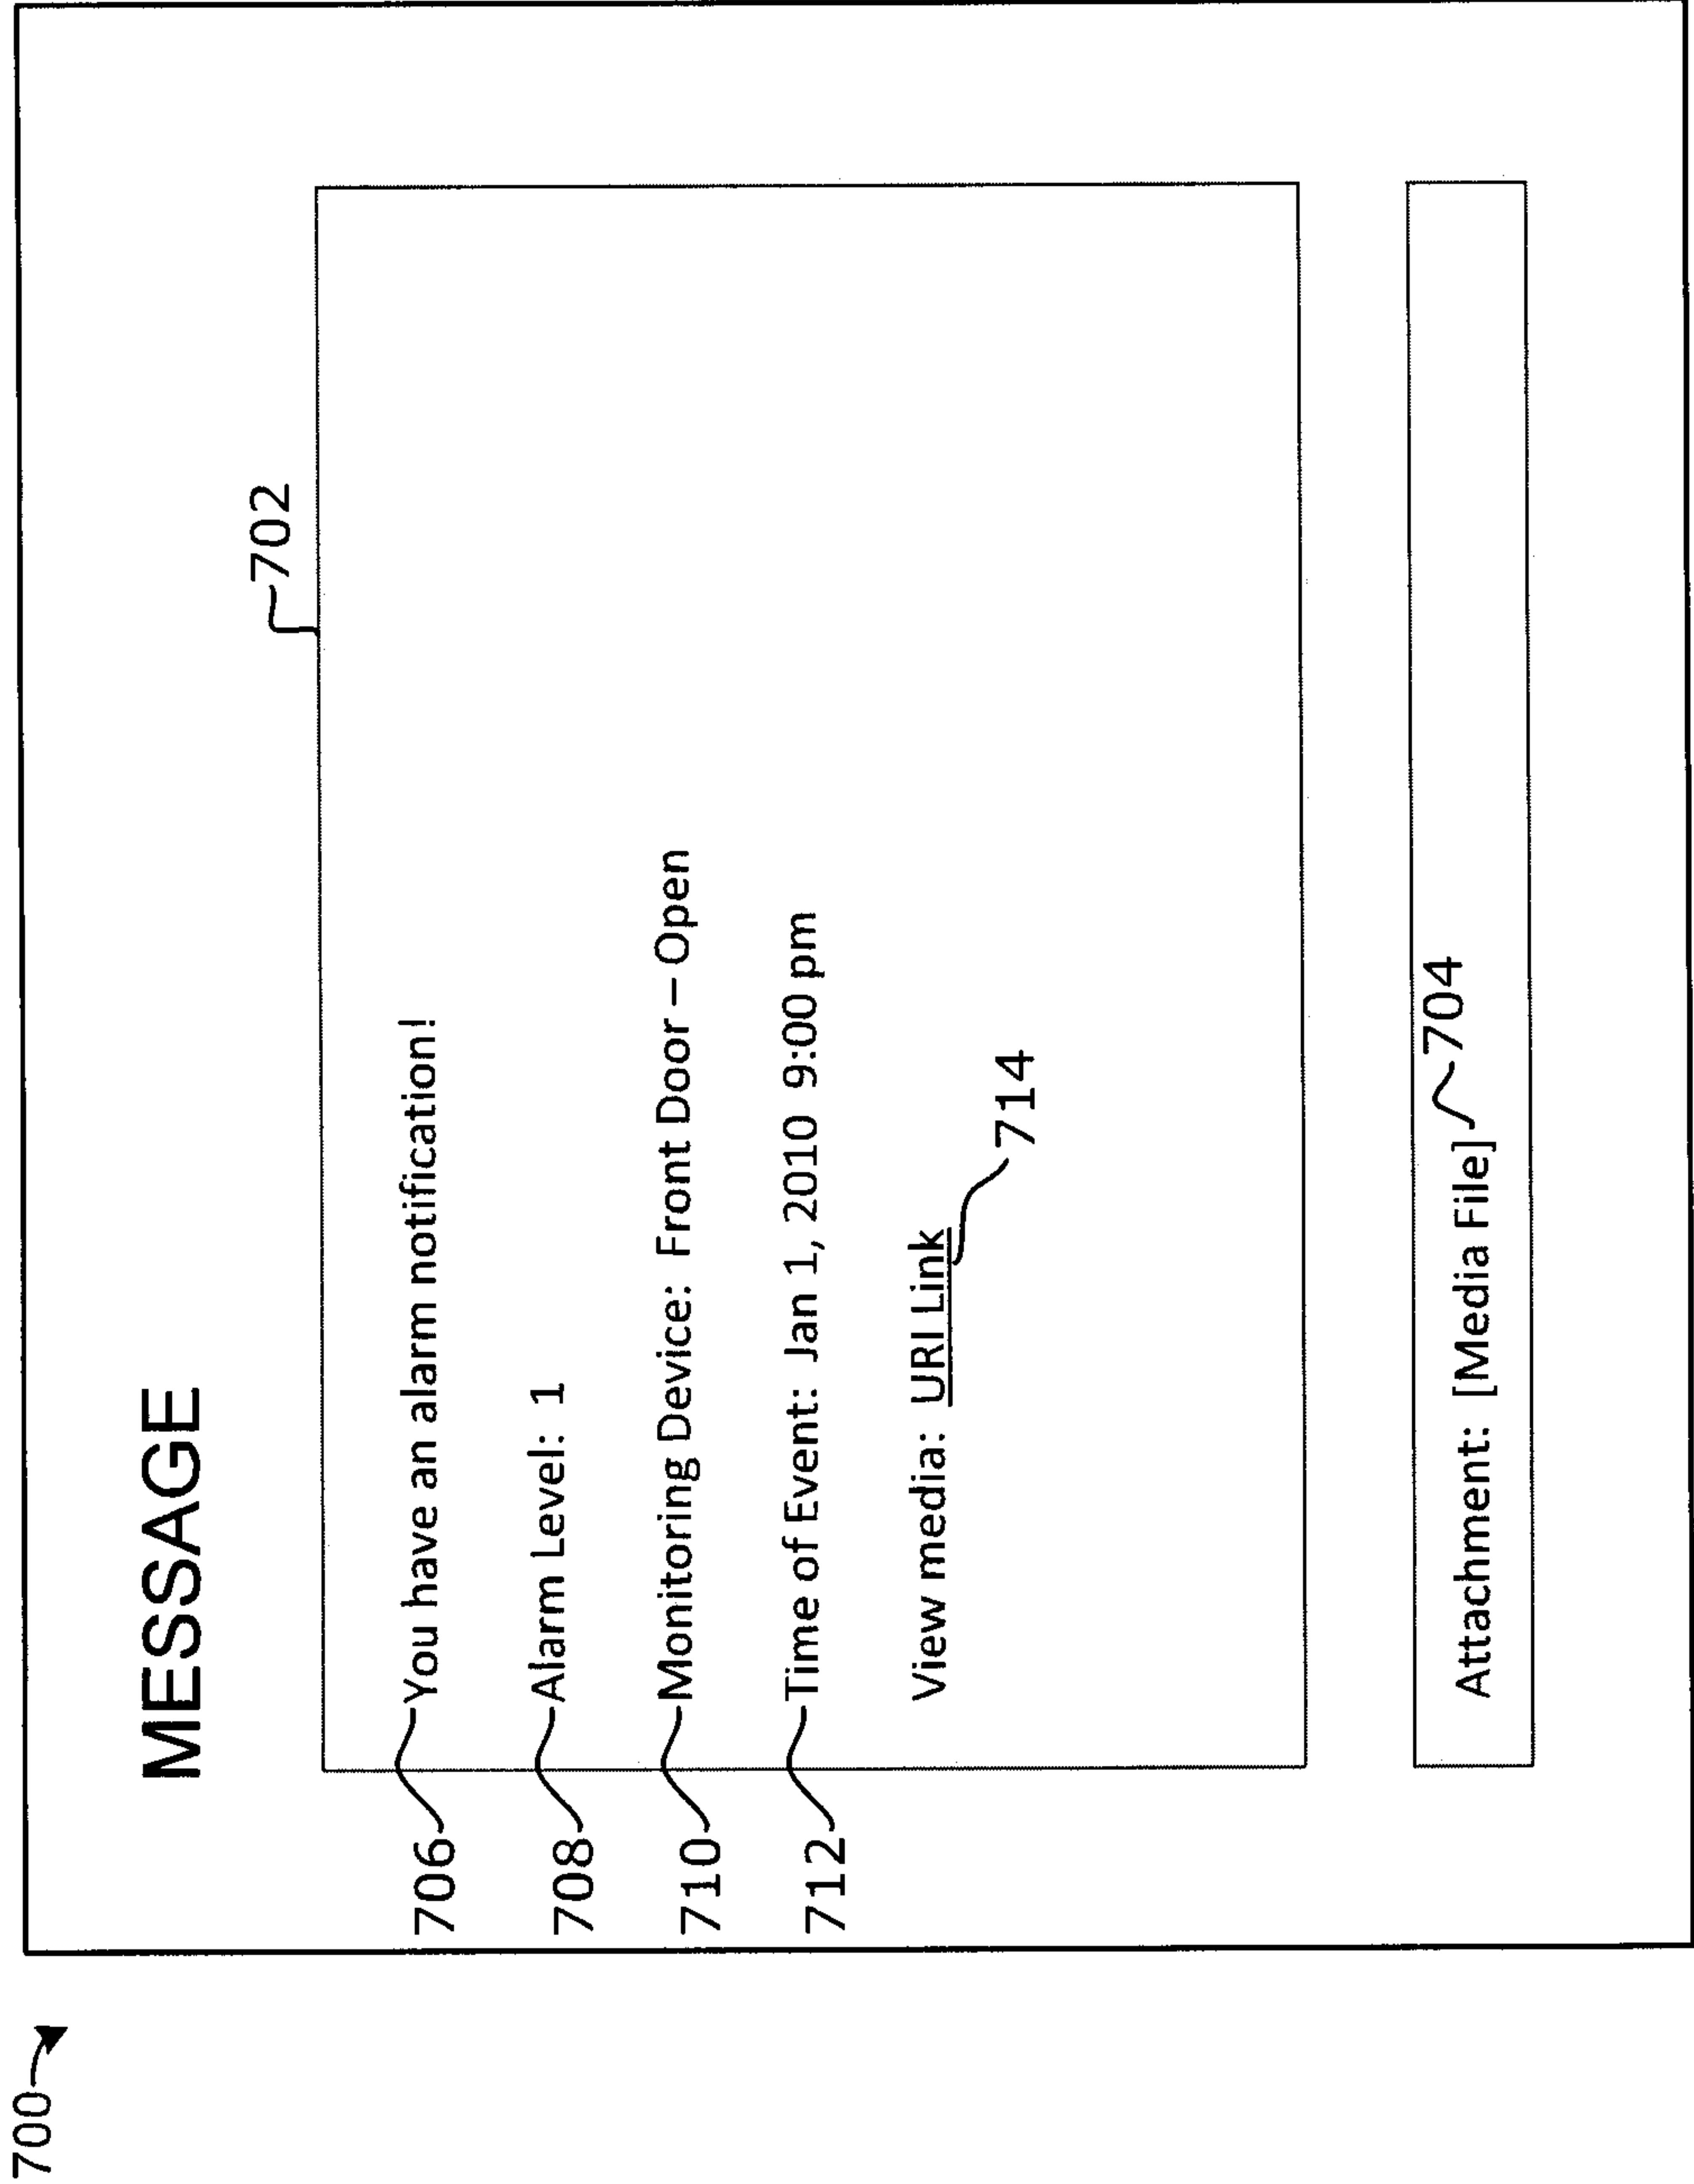 700
MESSAGE
702
706 You have an alarm notification!
708 Alarm Level: 1
710 Monitoring Device: Front Door – Open
712 Time of Event: Jan 1, 2010 9:00 pm
View media: URI Link
714
Attachment: [Media File] 704